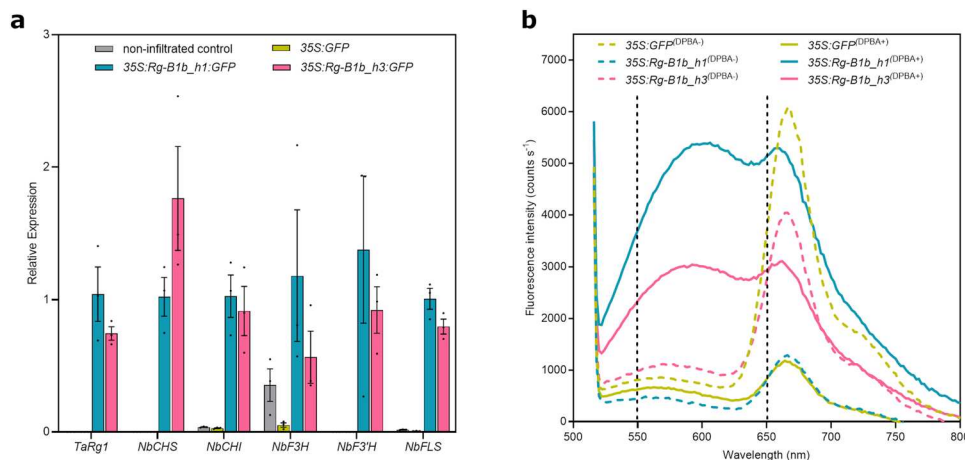 a
non-infiltrated control
35S:GFP
35S:Rg-B1b_h1:GFP
35S:Rg-B1b_h3:GFP
Relative Expression
3
2
1
0
TaRg1 NbCHS NbCHI NbF3H NbF3'H NbFLS
b
35S:GFP(DPBA-)
35S:GFP(DPBA+)
35S:Rg-B1b_h1(DPBA-)
35S:Rg-B1b_h1(DPBA+)
35S:Rg-B1b_h3(DPBA-)
35S:Rg-B1b_h3(DPBA+)
Fluorescence intensity (counts s⁻¹)
7000
6000
5000
4000
3000
2000
1000
0
500 550 600 650 700 750 800
Wavelength (nm)